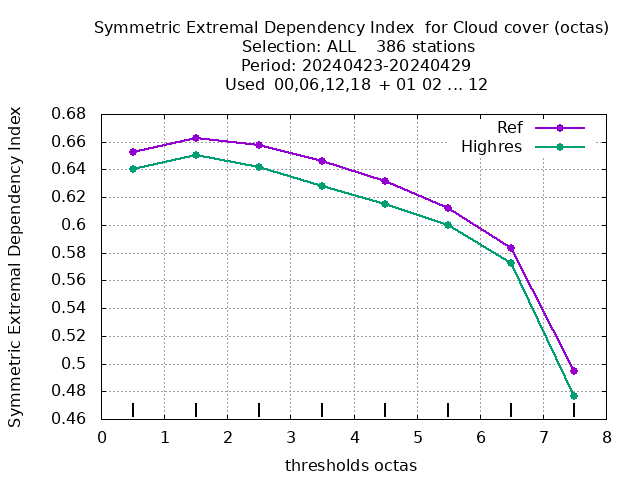 Symmetric Extremal Dependency Index for Cloud cover (octas)
Selection: ALL 386 stations
Period: 20240423-20240429
Used 00,06,12,18 + 01 02 ... 12
Symmetric Extremal Dependency Index
0.68
0.66
0.64
0.62
0.6
0.58
0.56
0.54
0.52
0.5
0.48
0.46
Ref
Highres
0 1 2 3 4 5 6 7 8
thresholds octas